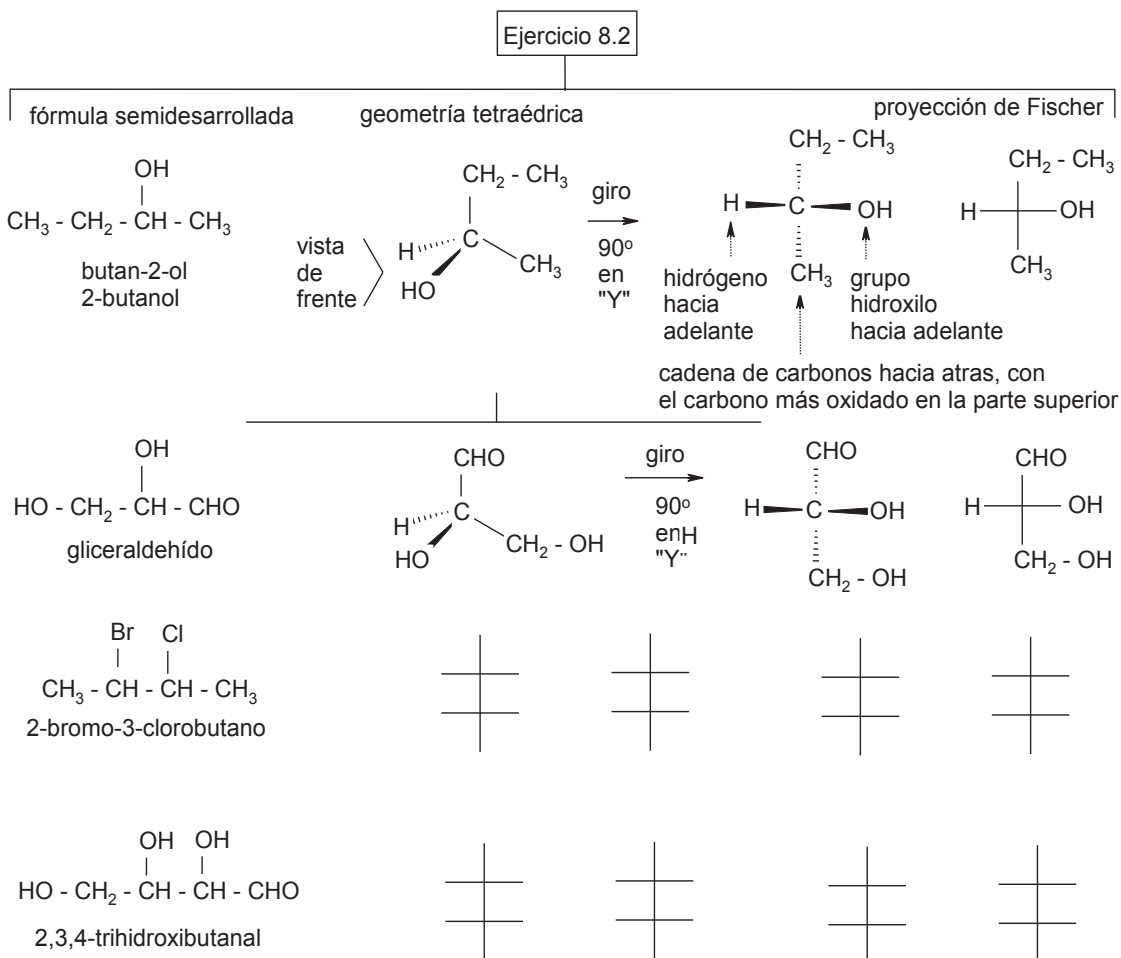 Ejercicio 8.2
fórmula semidesarrollada
geometría tetraédrica
proyección de Fischer
OH
CH3 - CH2 - CH - CH3
butan-2-ol
2-butanol
vista
de
frente
CH2 - CH3
H
C
HO
CH3
giro
90º
en
"Y"
CH2 - CH3
H
C
OH
CH3
hidrógeno
hacia
adelante
grupo
hidroxilo
hacia adelante
cadena de carbonos hacia atras, con
el carbono más oxidado en la parte superior
CH2 - CH3
H
OH
CH3
OH
HO - CH2 - CH - CHO
gliceraldehído
CHO
H
C
HO
CH2 - OH
giro
90º
enH
"Y"
CHO
H
C
OH
CH2 - OH
CHO
H
OH
CH2 - OH
Br Cl
CH3 - CH - CH - CH3
2-bromo-3-clorobutano
OH OH
HO - CH2 - CH - CH - CHO
2,3,4-trihidroxibutanal